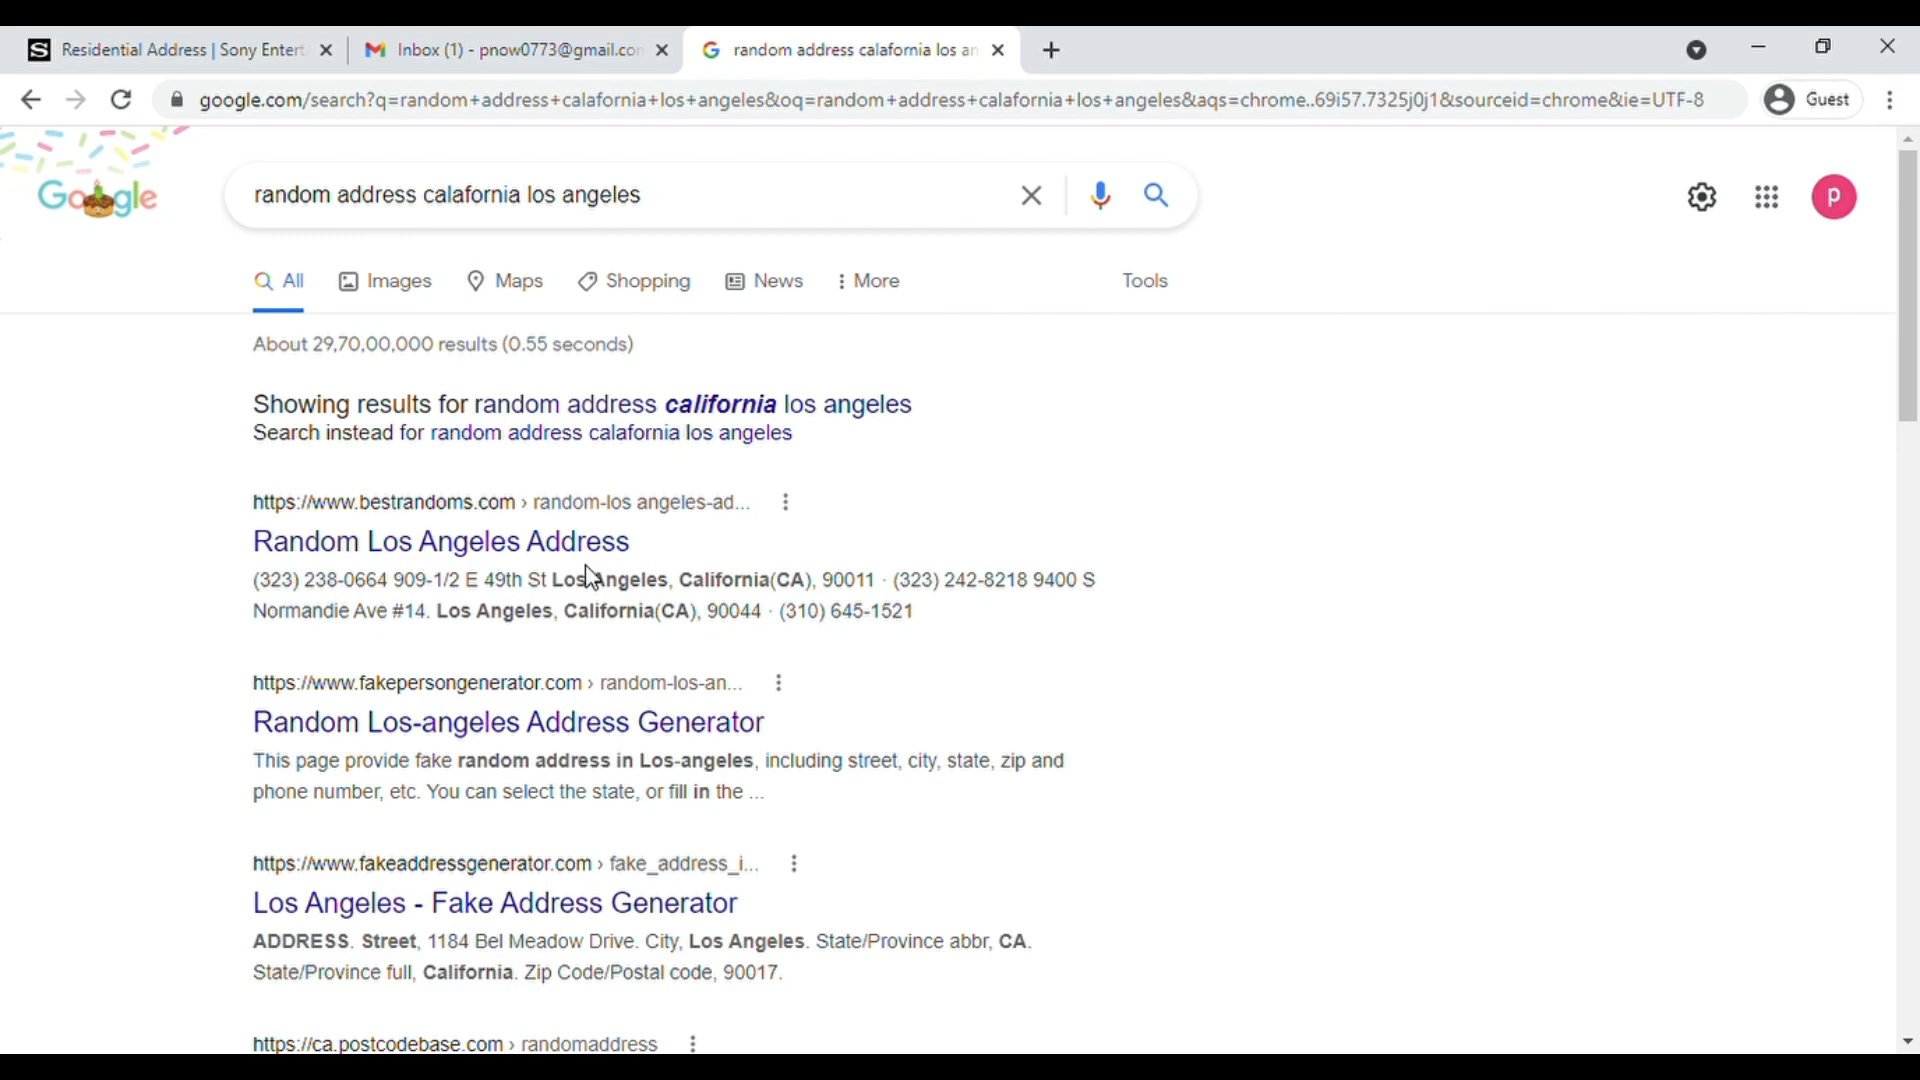 Residential Address | Sony Entert
Inbox (1) - pnow0773@gmail.co
random address calafornia los an
google.com/search?q=random+address+calafornia+los+angeles&oq=random+address+calafornia+los+angeles&aqs=chrome..69i57.7325j0j1&sourceid=chrome&ie=UTF-8
Guest
Google
random address calafornia los angeles
p
All
Images
Maps
Shopping
News
More
Tools
About 29,70,00,000 results (0.55 seconds)
Showing results for random address california los angeles
Search instead for random address calafornia los angeles
https://www.bestrandoms.com › random-los angeles-ad...
Random Los Angeles Address
(323) 238-0664 909-1/2 E 49th St Los Angeles, California(CA), 90011 · (323) 242-8218 9400 S
Normandie Ave #14. Los Angeles, California(CA), 90044 · (310) 645-1521
https://www.fakepersongenerator.com › random-los-an...
Random Los-angeles Address Generator
This page provide fake random address in Los-angeles, including street, city, state, zip and
phone number, etc. You can select the state, or fill in the ...
https://www.fakeaddressgenerator.com › fake_address_i...
Los Angeles - Fake Address Generator
ADDRESS. Street, 1184 Bel Meadow Drive. City, Los Angeles. State/Province abbr, CA.
State/Province full, California. Zip Code/Postal code, 90017.
https://ca.postcodebase.com › randomaddress